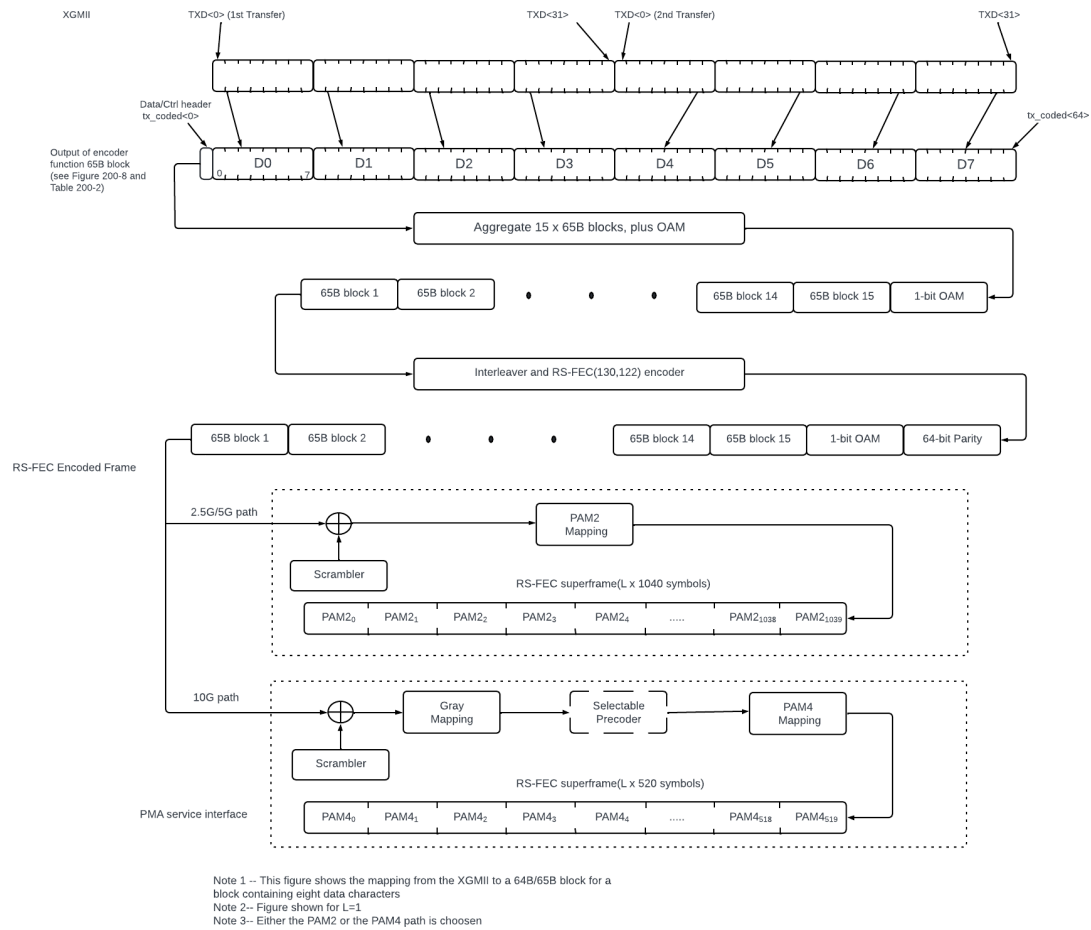 XGMII
TXD<0> (1st Transfer)
TXD<31>
TXD<0> (2nd Transfer)
TXD<31>
Data/Ctrl header
tx_coded<0>
tx_coded<64>
Output of encoder
function 65B block
(see Figure 200-8 and
Table 200-2)
D0 D1 D2 D3 D4 D5 D6 D7
0 7
Aggregate 15 x 65B blocks, plus OAM
65B block 1 65B block 2 65B block 14 65B block 15 1-bit OAM
Interleaver and RS-FEC(130,122) encoder
65B block 1 65B block 2 65B block 14 65B block 15 1-bit OAM 64-bit Parity
RS-FEC Encoded Frame
2.5G/5G path
PAM2
Mapping
Scrambler
RS-FEC superframe(L x 1040 symbols)
PAM2₀ PAM2₁ PAM2₂ PAM2₃ PAM2₄ ..... PAM2₁₀₃₈ PAM2₁₀₃₉
10G path
Gray
Mapping
Selectable
Precoder
PAM4
Mapping
Scrambler
RS-FEC superframe(L x 520 symbols)
PMA service interface
PAM4₀ PAM4₁ PAM4₂ PAM4₃ PAM4₄ ..... PAM4₅₁₈ PAM4₅₁₉
Note 1 -- This figure shows the mapping from the XGMII to a 64B/65B block for a
block containing eight data characters
Note 2-- Figure shown for L=1
Note 3-- Either the PAM2 or the PAM4 path is choosen